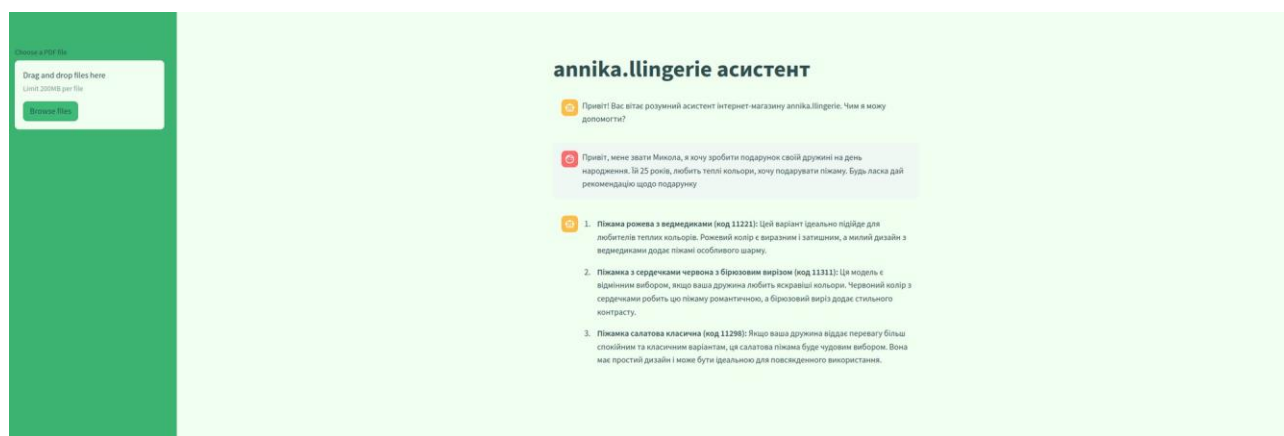 Choose a PDF file
Drag and drop files here
Limit 200MB per file
Browse files
annika.llingerie асистент
Привіт! Вас вітає розумний асистент інтернет-магазину annika.llingerie. Чим я можу
допомогти?
Привіт, мене звати Микола, я хочу зробити подарунок своїй дружині на день
народження. Їй 25 років, любить теплі кольори, хочу подарувати піжаму. Будь ласка дай
рекомендацію щодо подарунку
1. Піжама рожева з ведмедиками (код 11221): Цей варіант ідеально підійде для
любителів теплих кольорів. Рожевий колір є виразним і затишним, а милий дизайн з
ведмедиками додає піжамі особливого шарму.
2. Піжамка з сердечками червона з бірюзовим вирізом (код 11311): Ця модель є
відмінним вибором, якщо ваша дружина любить яскравіші кольори. Червоний колір з
сердечками робить цю піжаму романтичною, а бірюзовий виріз додає стильного
контрасту.
3. Піжамка салатова класична (код 11298): Якщо ваша дружина віддає перевагу більш
спокійним та класичним варіантам, ця салатова піжама буде чудовим вибором. Вона
має простий дизайн і може бути ідеальною для повсякденного використання.